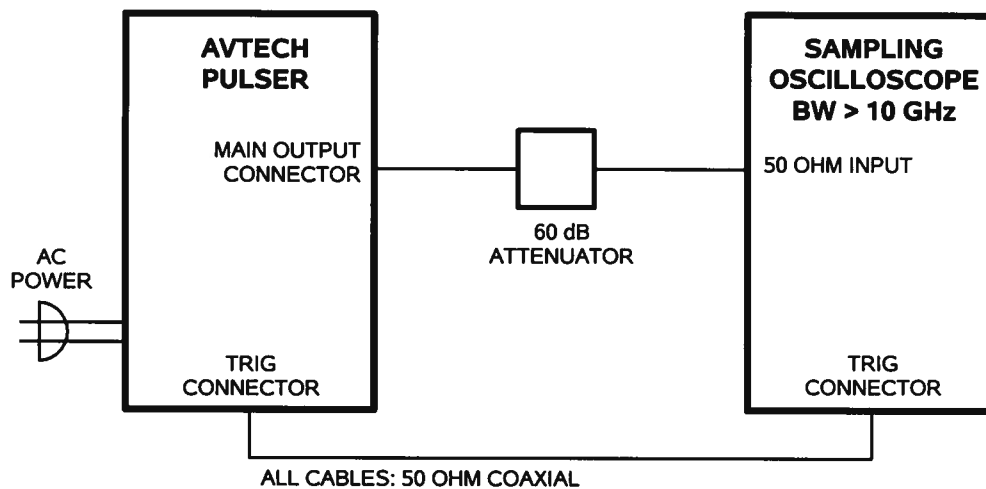 AVTECH
PULSER
MAIN OUTPUT
CONNECTOR
AC
POWER
TRIG
CONNECTOR
60 dB
ATTENUATOR
SAMPLING
OSCILLOSCOPE
BW > 10 GHz
50 OHM INPUT
TRIG
CONNECTOR
ALL CABLES: 50 OHM COAXIAL